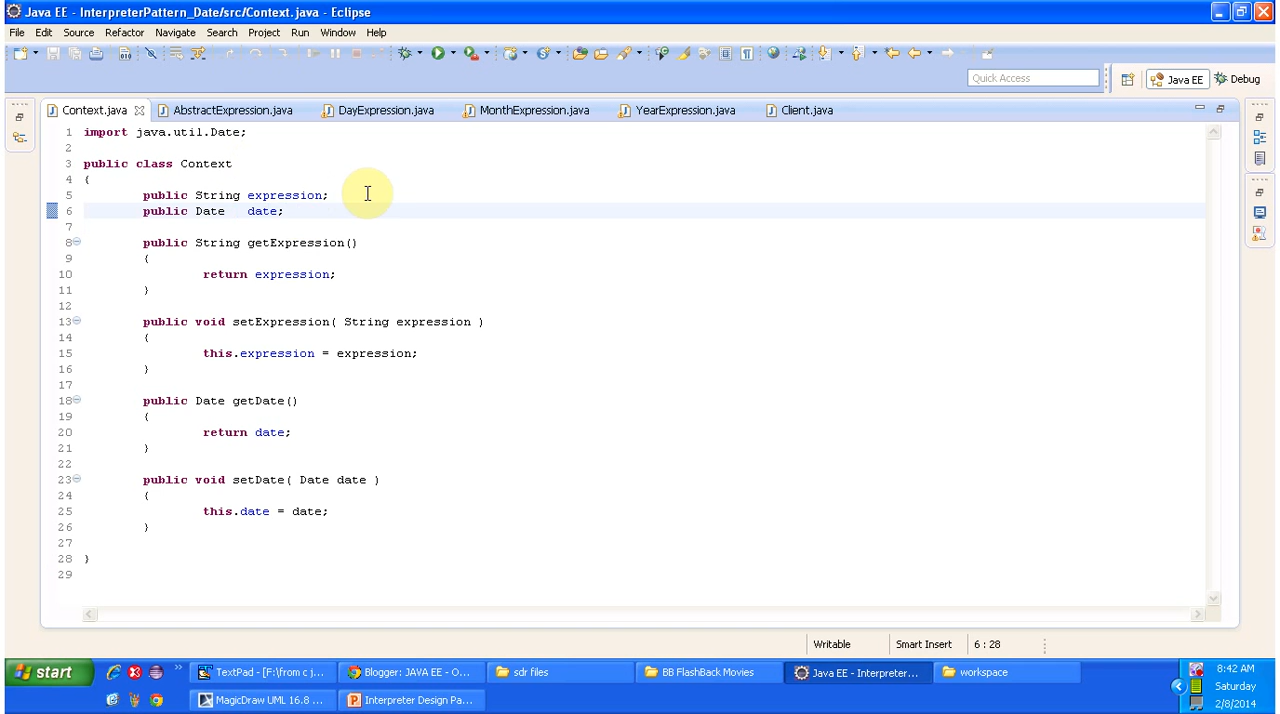 Java EE - InterpreterPattern_Date/src/Context.java - Eclipse
File Edit Source Refactor Navigate Search Project Run Window Help
Quick Access
Java EE
Debug
Context.java
AbstractExpression.java
DayExpression.java
MonthExpression.java
YearExpression.java
Client.java
1 import java.util.Date;
2
3 public class Context
4 {
5 public String expression;
6 public Date date;
7
8 public String getExpression()
9 {
10 return expression;
11 }
12
13 public void setExpression( String expression )
14 {
15 this.expression = expression;
16 }
17
18 public Date getDate()
19 {
20 return date;
21 }
22
23 public void setDate( Date date )
24 {
25 this.date = date;
26 }
27
28 }
29
Writable Smart Insert 6 : 28
start
TextPad - [F:\from c j...
Blogger: JAVA EE - O...
sdr files
BB FlashBack Movies
Java EE - Interpreter...
workspace
8:42 AM
MagicDraw UML 16.8 ...
Interpreter Design Pa...
Saturday
2/8/2014